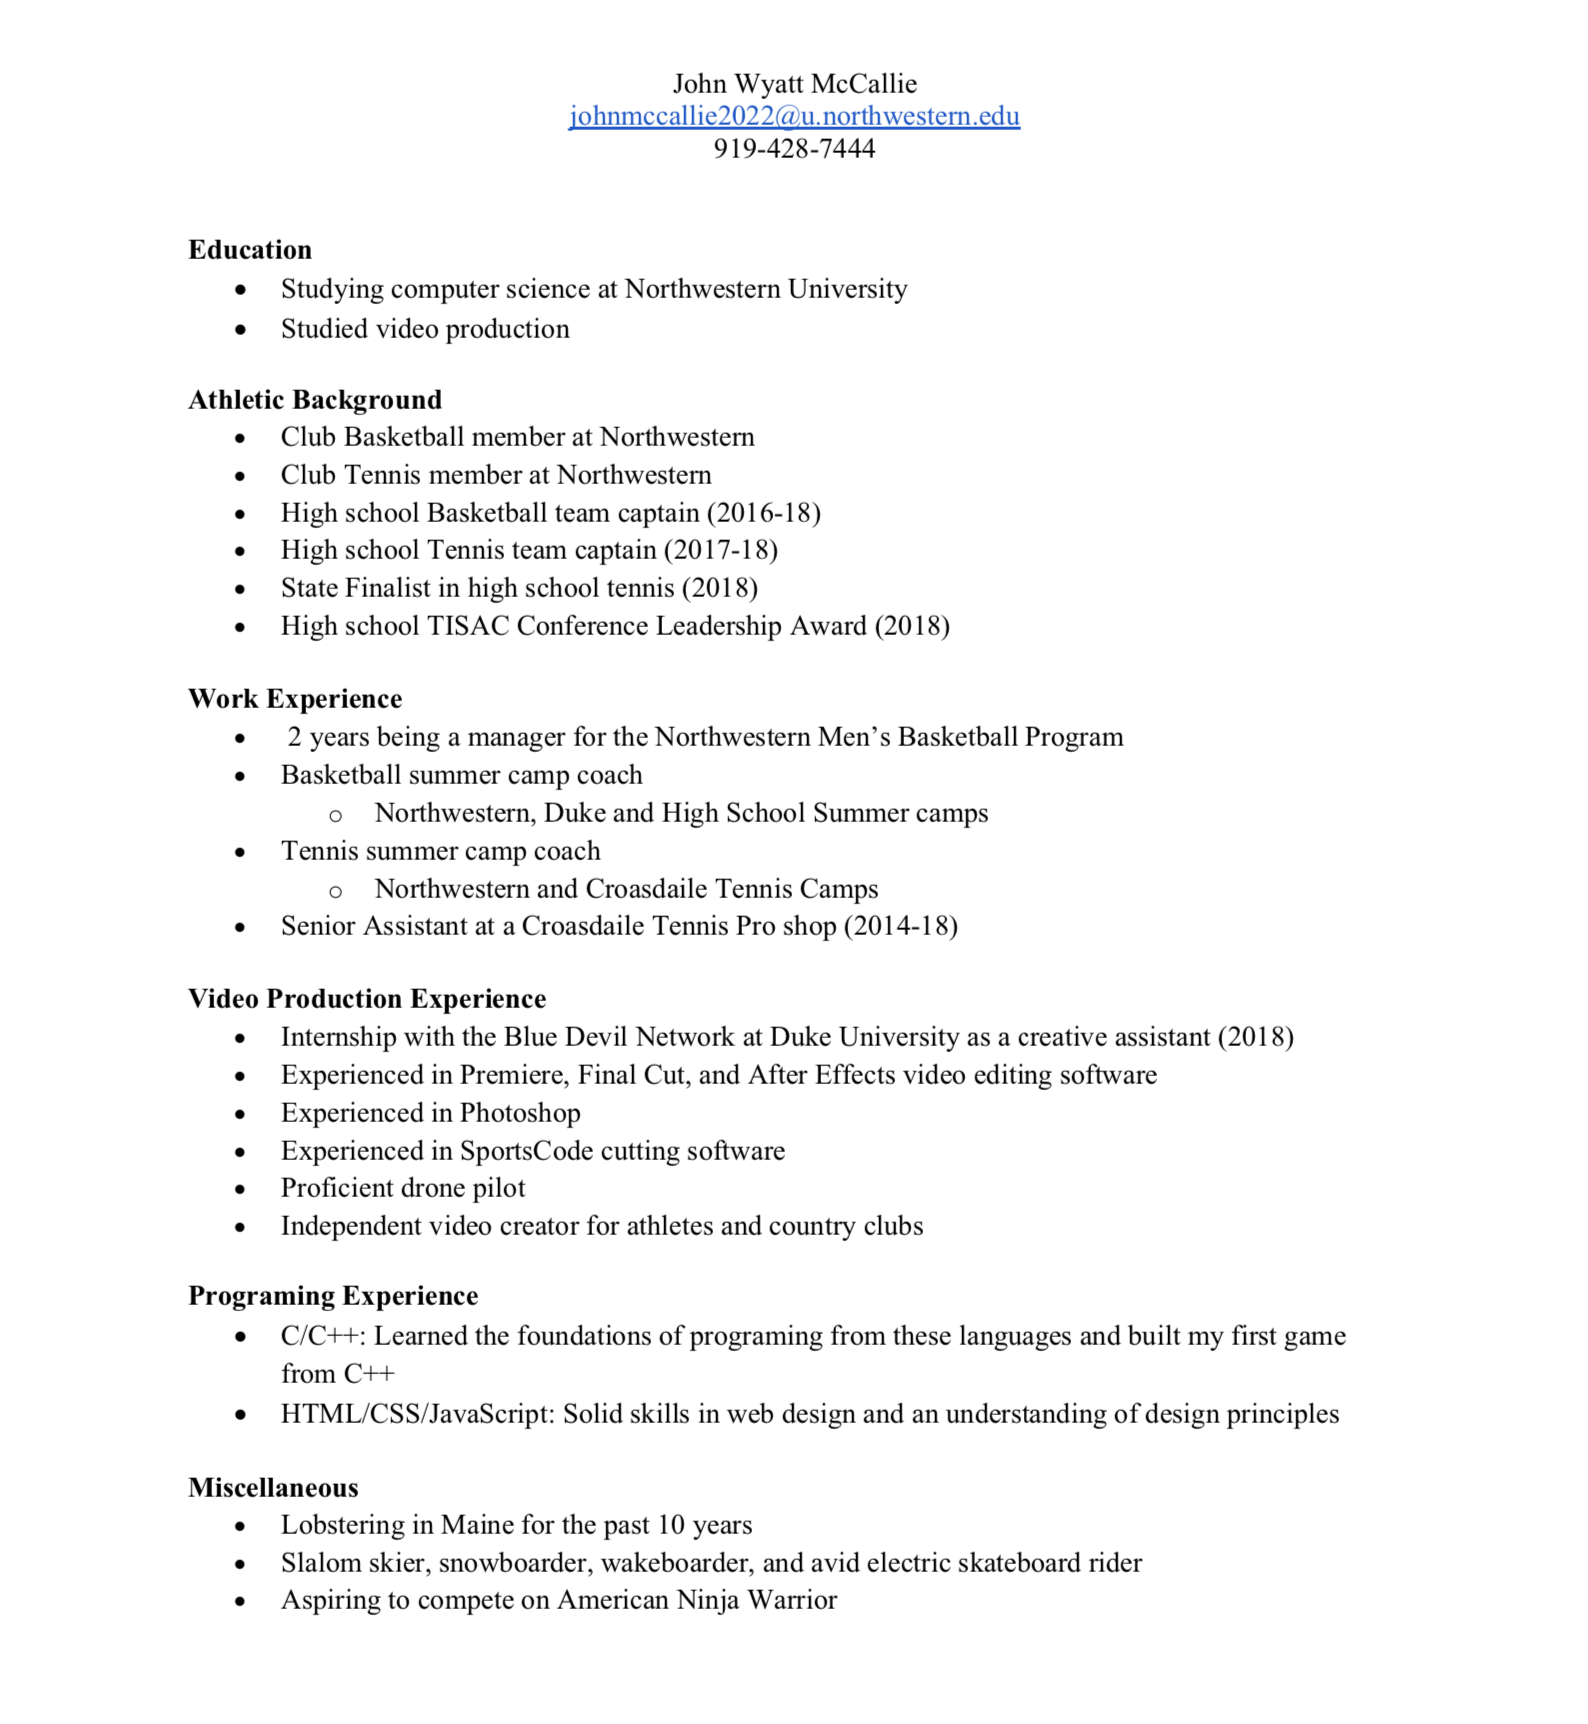 John Wyatt McCallie
johnmccallie2022@u.northwestern.edu
919-428-7444
Education
• Studying computer science at Northwestern University
• Studied video production
Athletic Background
• Club Basketball member at Northwestern
• Club Tennis member at Northwestern
• High school Basketball team captain (2016-18)
• High school Tennis team captain (2017-18)
• State Finalist in high school tennis (2018)
• High school TISAC Conference Leadership Award (2018)
Work Experience
• 2 years being a manager for the Northwestern Men’s Basketball Program
• Basketball summer camp coach
o Northwestern, Duke and High School Summer camps
• Tennis summer camp coach
o Northwestern and Croasdaile Tennis Camps
• Senior Assistant at a Croasdaile Tennis Pro shop (2014-18)
Video Production Experience
• Internship with the Blue Devil Network at Duke University as a creative assistant (2018)
• Experienced in Premiere, Final Cut, and After Effects video editing software
• Experienced in Photoshop
• Experienced in SportsCode cutting software
• Proficient drone pilot
• Independent video creator for athletes and country clubs
Programing Experience
• C/C++: Learned the foundations of programing from these languages and built my first game
from C++
• HTML/CSS/JavaScript: Solid skills in web design and an understanding of design principles
Miscellaneous
• Lobstering in Maine for the past 10 years
• Slalom skier, snowboarder, wakeboarder, and avid electric skateboard rider
• Aspiring to compete on American Ninja Warrior